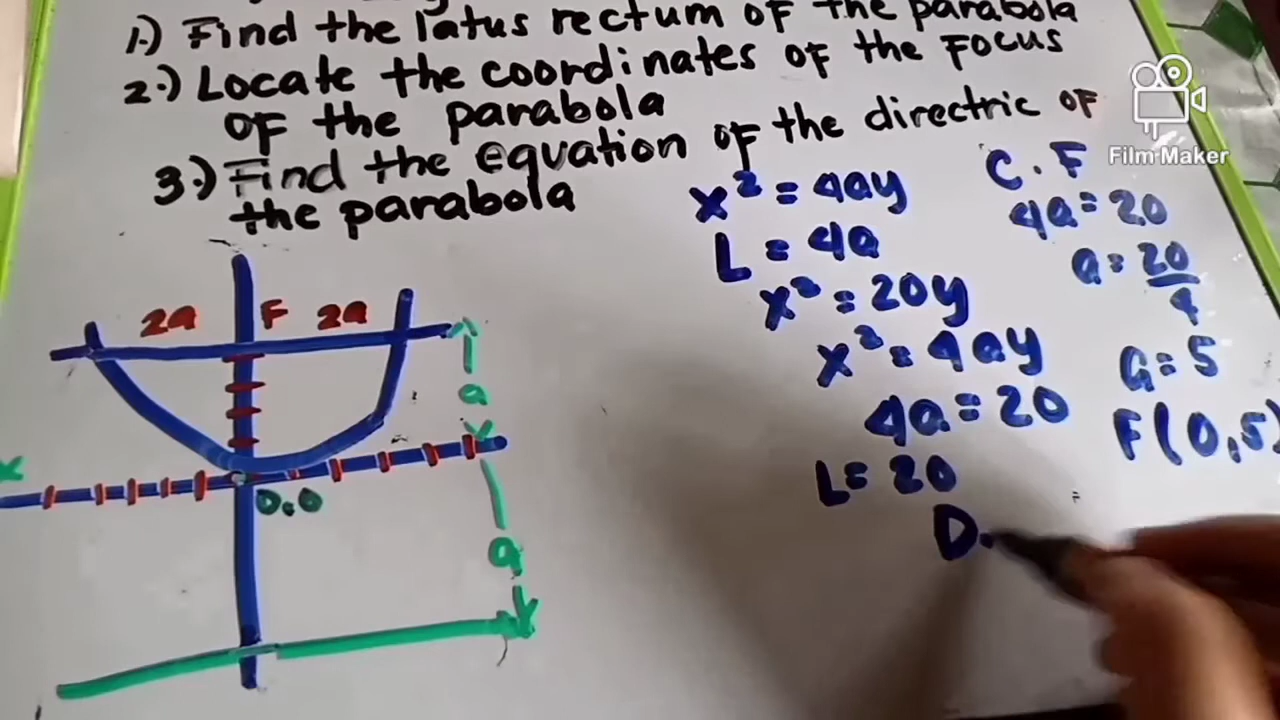 1.) Find the latus rectum of the parabola
2.) Locate the coordinates of the focus
of the parabola
3.) Find the equation of the directric of
the parabola
x² = 4ay
L = 4a
x² = 20y
x² = 4ay
4a = 20
L = 20
D.
C.F
4a = 20
a = 20/4
a = 5
F(0,5)
2a F 2a
a
x
0.0
a
Film Maker